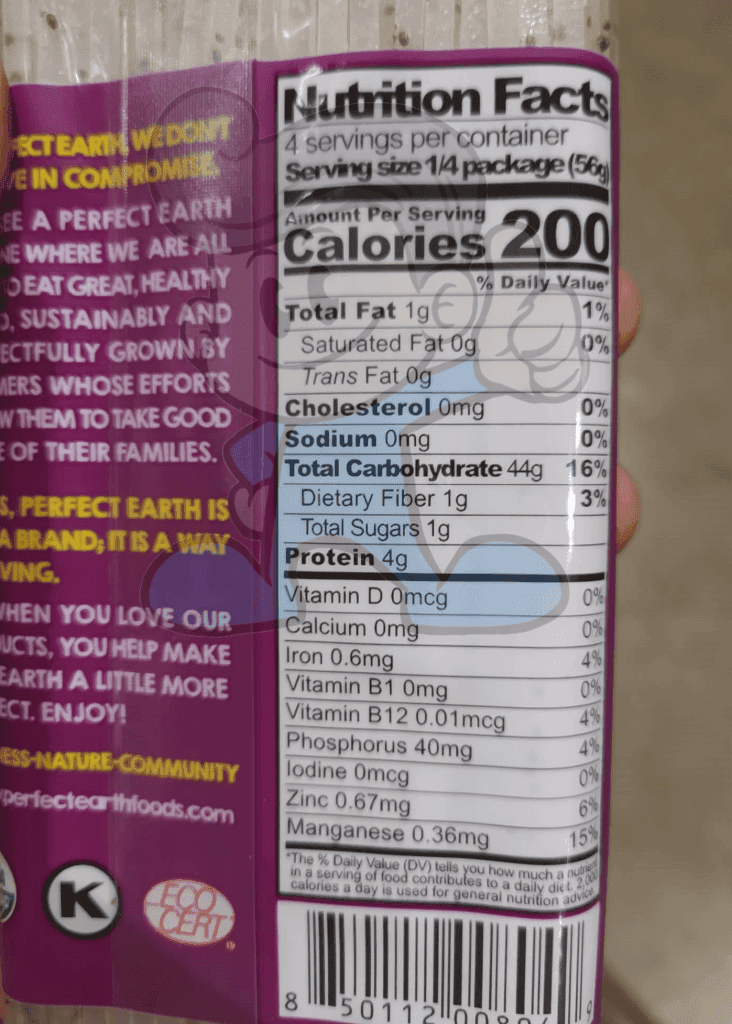 ECT EARTH, WE DON'T
VE IN COMPROMISE.
EE A PERFECT EARTH
NE WHERE WE ARE ALL
O EAT GREAT, HEALTHY
D, SUSTAINABLY AND
ECTFULLY GROWN BY
MERS WHOSE EFFORTS
W THEM TO TAKE GOOD
E OF THEIR FAMILIES.
S, PERFECT EARTH IS
A BRAND; IT IS A WAY
VING.
WHEN YOU LOVE OUR
UCTS, YOU HELP MAKE
EARTH A LITTLE MORE
ECT. ENJOY!
ESS-NATURE-COMMUNITY
perfectearthfoods.com
K
ECO
CERT
®
Nutrition Facts
4 servings per container
Serving size 1/4 package (56g)
Amount Per Serving
Calories 200
% Daily Value*
Total Fat 1g 1%
Saturated Fat 0g 0%
Trans Fat 0g
Cholesterol 0mg 0%
Sodium 0mg 0%
Total Carbohydrate 44g 16%
Dietary Fiber 1g 3%
Total Sugars 1g
Protein 4g
Vitamin D 0mcg 0%
Calcium 0mg 0%
Iron 0.6mg 4%
Vitamin B1 0mg 0%
Vitamin B12 0.01mcg 4%
Phosphorus 40mg 4%
Iodine 0mcg 0%
Zinc 0.67mg 6%
Manganese 0.36mg 15%
*The % Daily Value (DV) tells you how much a nutrient
in a serving of food contributes to a daily diet. 2,000
calories a day is used for general nutrition advice.
8 50112